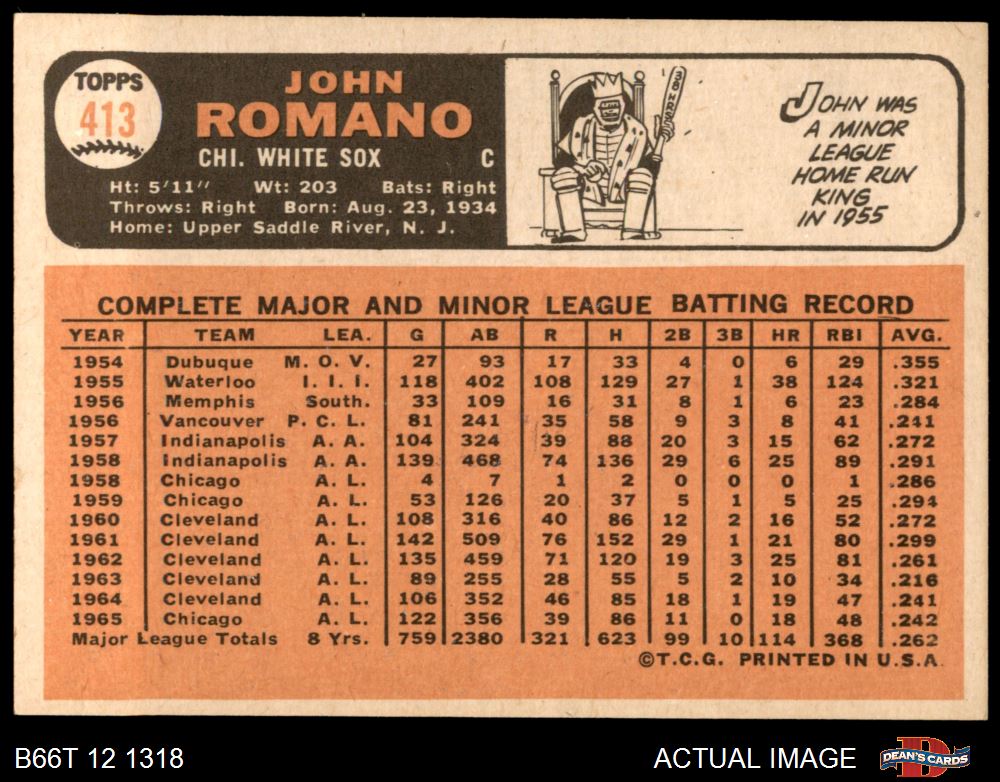 TOPPS
413
JOHN
ROMANO
CHI. WHITE SOX C
Ht: 5'11" Wt: 203 Bats: Right
Throws: Right Born: Aug. 23, 1934
Home: Upper Saddle River, N. J.
38 HRS
JOHN WAS
A MINOR
LEAGUE
HOME RUN
KING
IN 1955
COMPLETE MAJOR AND MINOR LEAGUE BATTING RECORD
YEAR TEAM LEA. G AB R H 2B 3B HR RBI AVG.
1954 Dubuque M. O. V. 27 93 17 33 4 0 6 29 .355
1955 Waterloo I. I. I. 118 402 108 129 27 1 38 124 .321
1956 Memphis South. 33 109 16 31 8 1 6 23 .284
1956 Vancouver P. C. L. 81 241 35 58 9 3 8 41 .241
1957 Indianapolis A. A. 104 324 39 88 20 3 15 62 .272
1958 Indianapolis A. A. 139 468 74 136 29 6 25 89 .291
1958 Chicago A. L. 4 7 1 2 0 0 0 1 .286
1959 Chicago A. L. 53 126 20 37 5 1 5 25 .294
1960 Cleveland A. L. 108 316 40 86 12 2 16 52 .272
1961 Cleveland A. L. 142 509 76 152 29 1 21 80 .299
1962 Cleveland A. L. 135 459 71 120 19 3 25 81 .261
1963 Cleveland A. L. 89 255 28 55 5 2 10 34 .216
1964 Cleveland A. L. 106 352 46 85 18 1 19 47 .241
1965 Chicago A. L. 122 356 39 86 11 0 18 48 .242
Major League Totals 8 Yrs. 759 2380 321 623 99 10 114 368 .262
©T.C.G. PRINTED IN U.S.A.
B66T 12 1318 ACTUAL IMAGE
DEAN'S CARDS